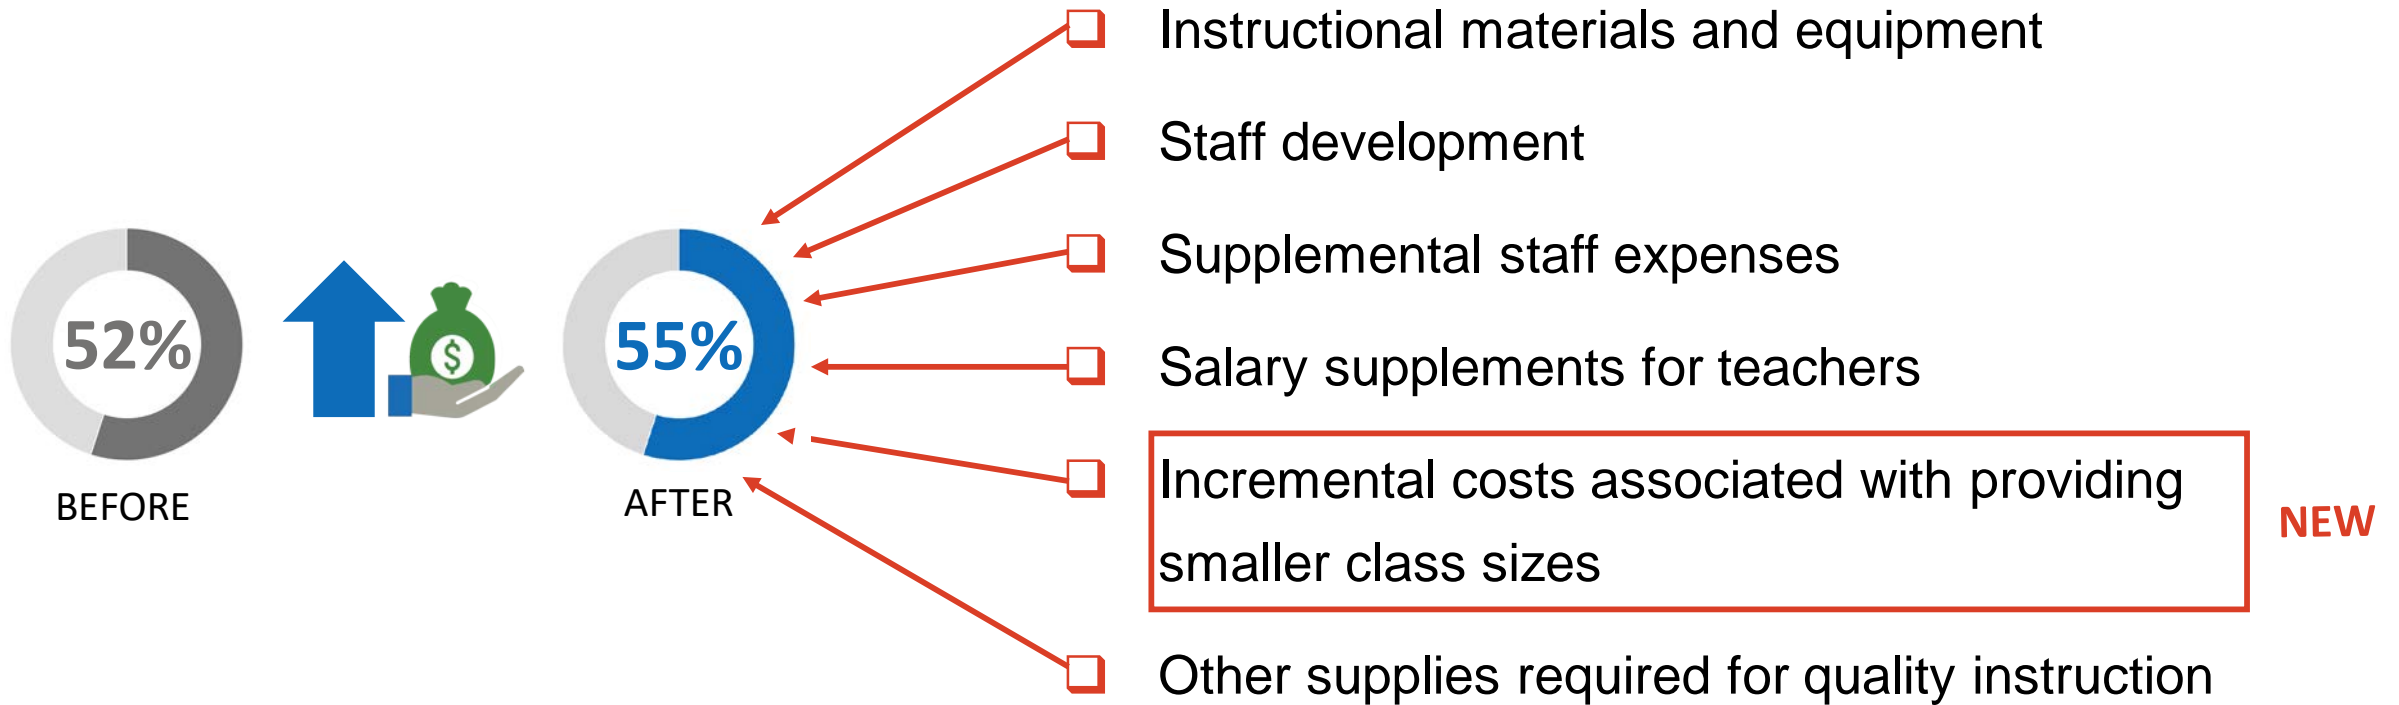 Instructional materials and equipment
Staff development
Supplemental staff expenses
52%
$
55%
Salary supplements for teachers
BEFORE
AFTER
Incremental costs associated with providing
smaller class sizes
NEW
Other supplies required for quality instruction